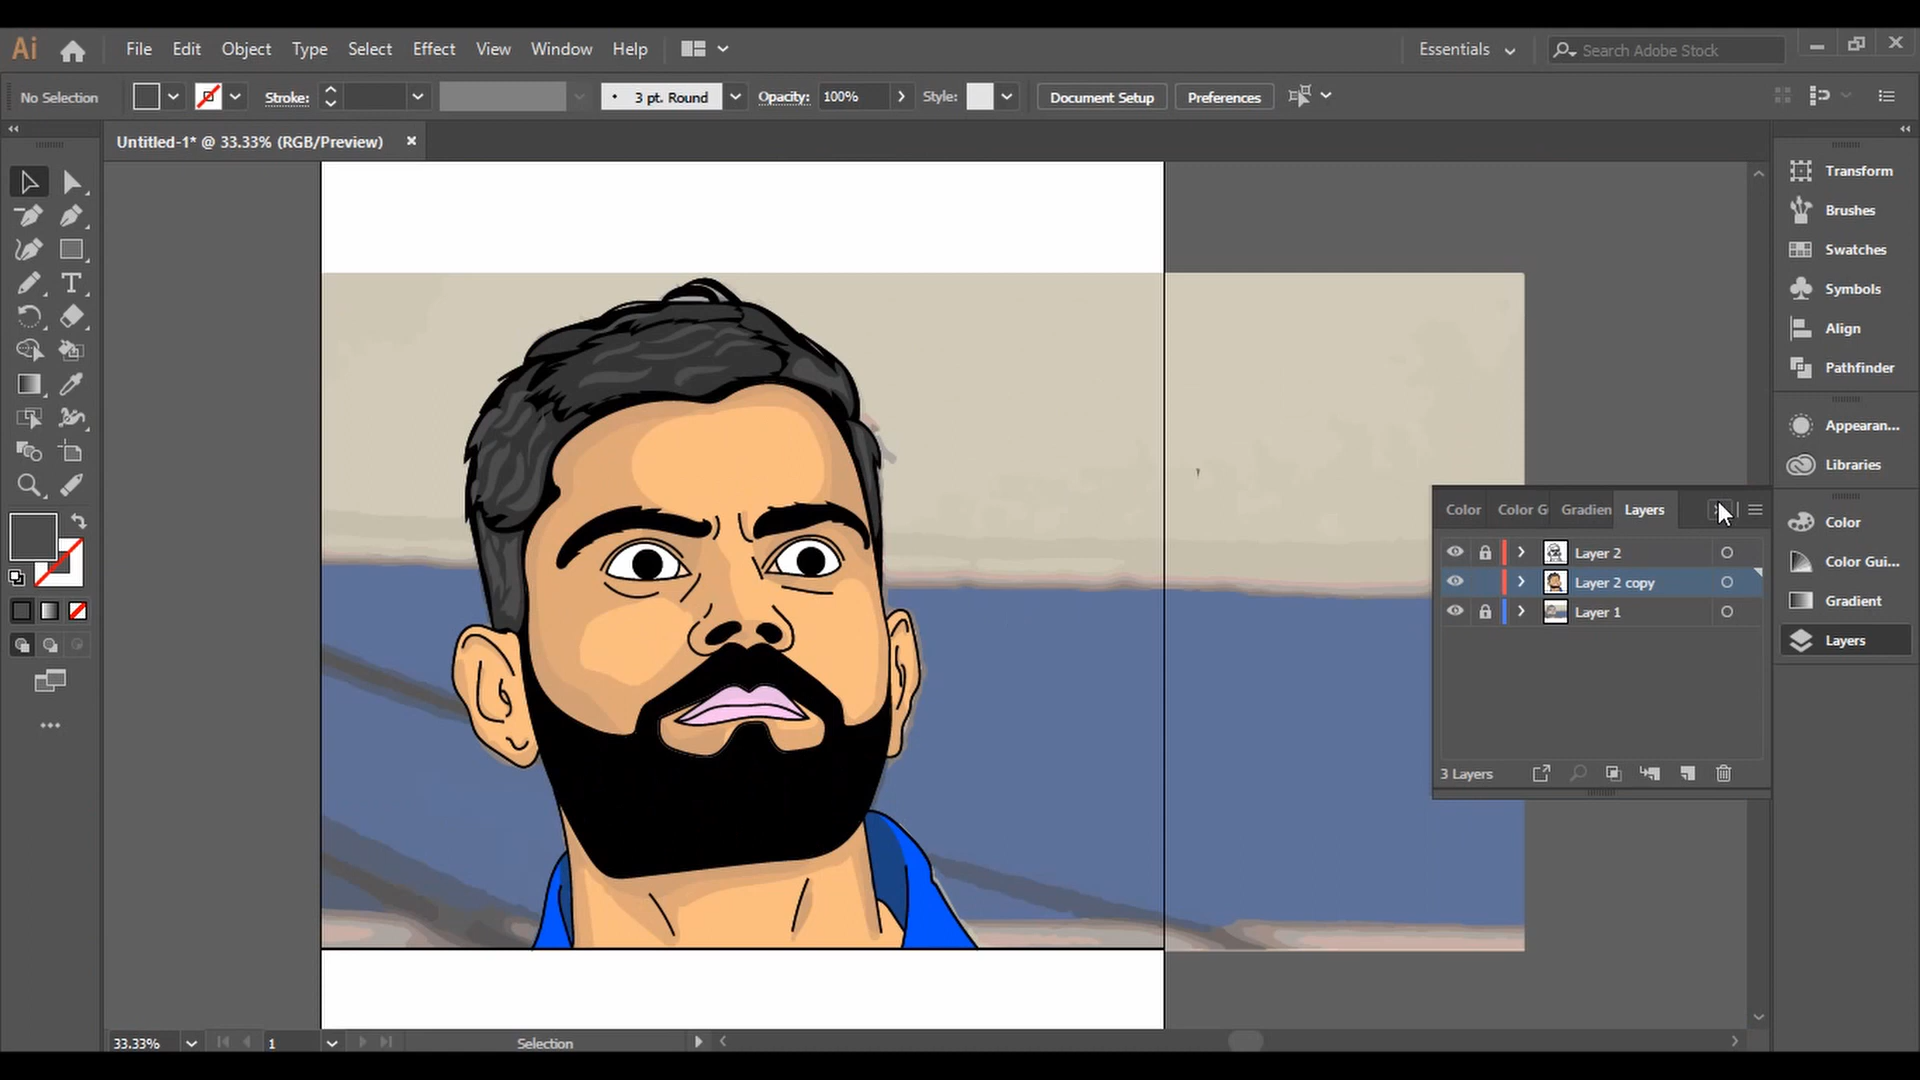 Ai File Edit Object Type Select Effect View Window Help Essentials Search Adobe Stock
No Selection Stroke: 3 pt. Round Opacity: 100% Style: Document Setup Preferences
Untitled-1* @ 33.33% (RGB/Preview)
Transform
Brushes
Swatches
Symbols
Align
Pathfinder
Appearan...
Libraries
Color
Color Gui...
Gradient
Layers
Color Color G Gradien Layers
Layer 2
Layer 2 copy
Layer 1
3 Layers
33.33% 1 Selection